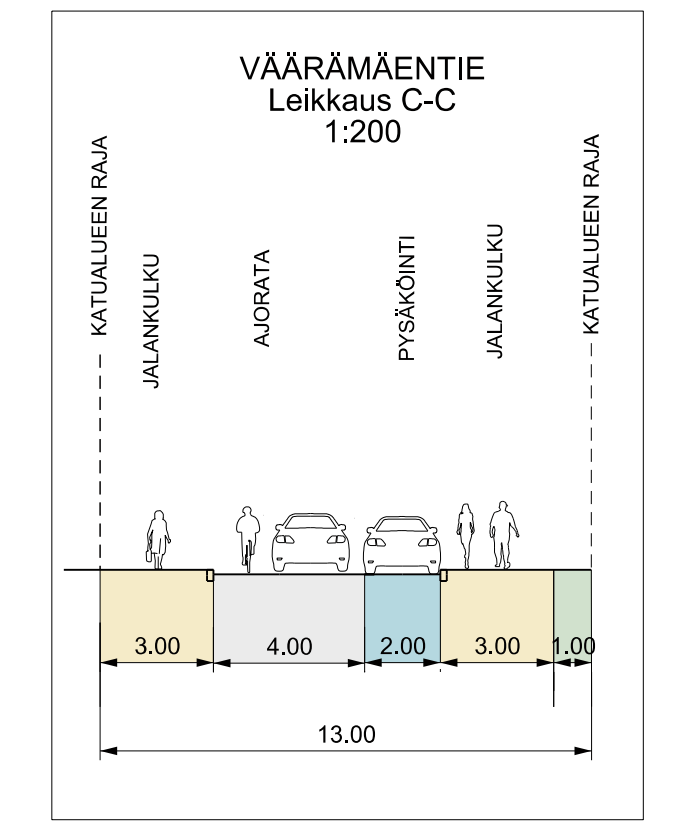 VÄÄRÄMÄENTIE
Leikkaus C-C
1:200
KATUALUEEN RAJA
JALANKULKU
AJORATA
PYSÄKÖINTI
JALANKULKU
KATUALUEEN RAJA
3.00
4.00
2.00
3.00
1.00
13.00